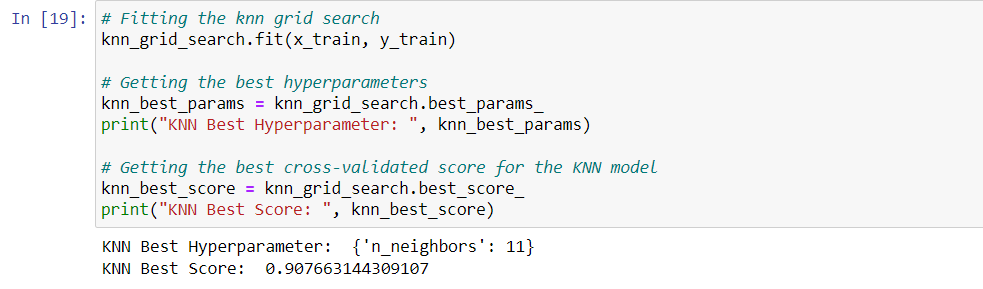 In [19]:
# Fitting the knn grid search
knn_grid_search.fit(x_train, y_train)
# Getting the best hyperparameters
knn_best_params = knn_grid_search.best_params_
print("KNN Best Hyperparameter: ", knn_best_params)
# Getting the best cross-validated score for the KNN model
knn_best_score = knn_grid_search.best_score_
print("KNN Best Score: ", knn_best_score)
KNN Best Hyperparameter:  {'n_neighbors': 11}
KNN Best Score:  0.907663144309107